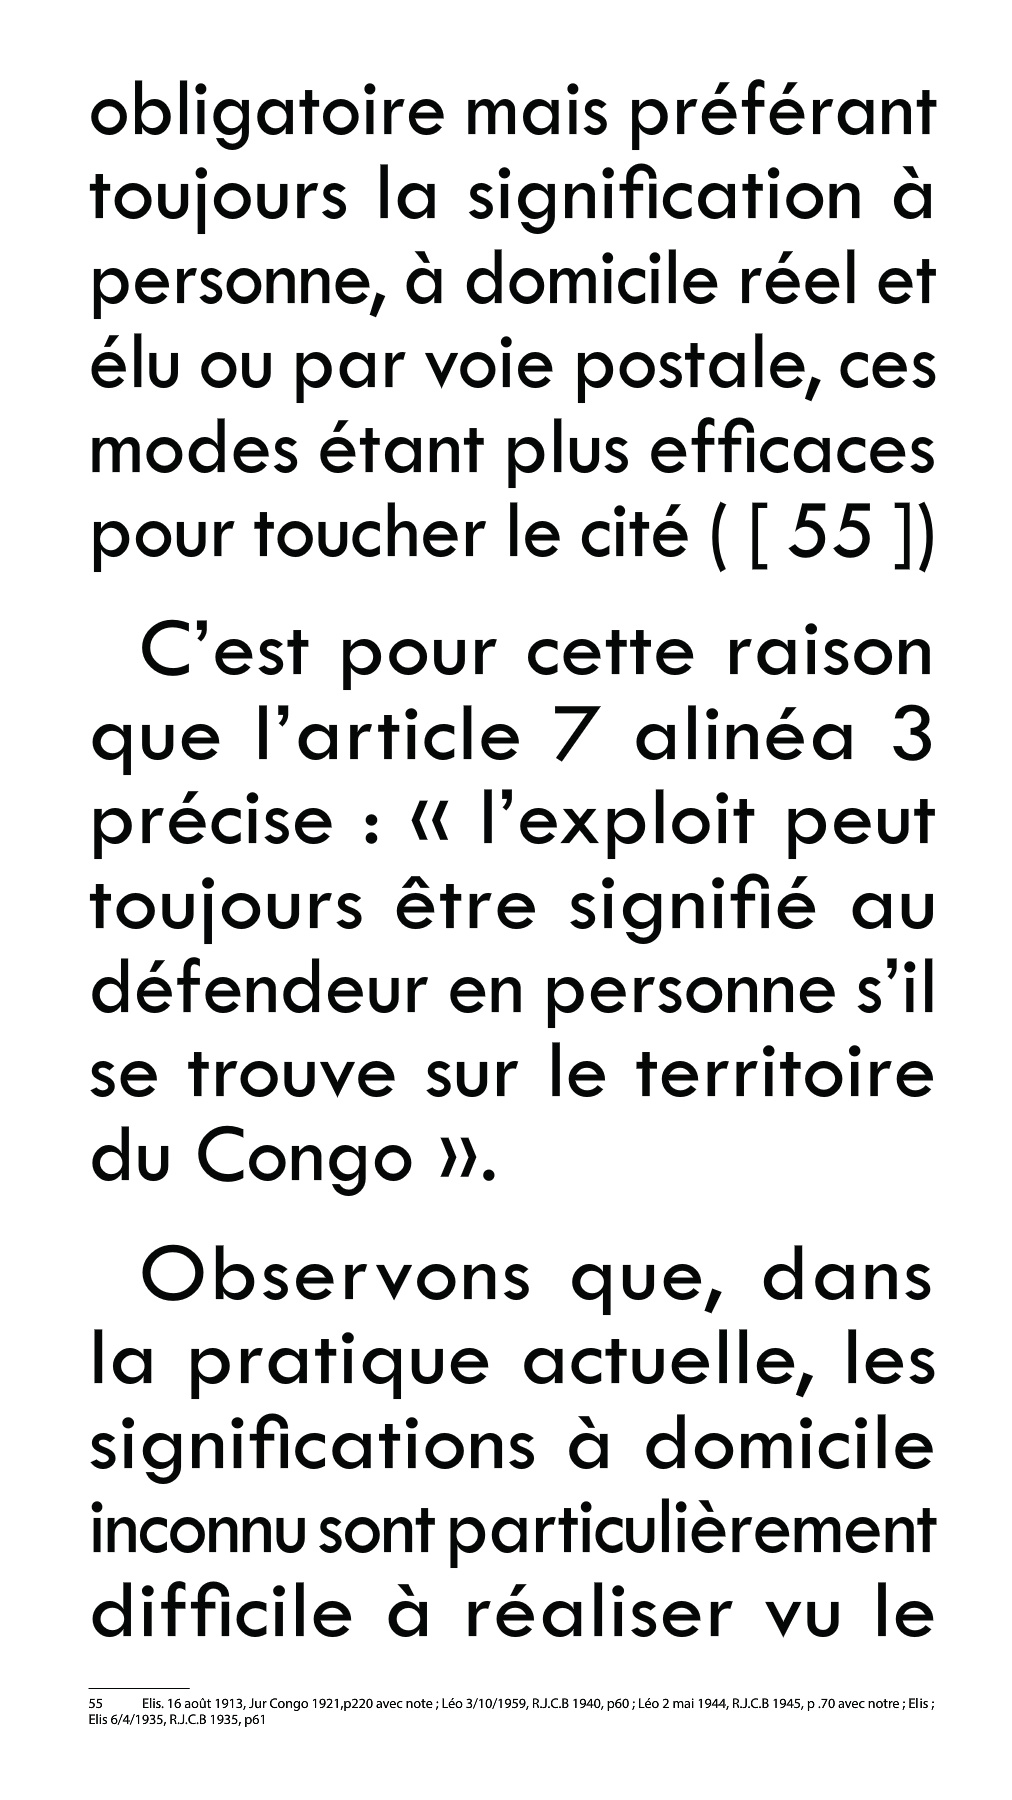 obligatoire mais préférant
toujours la signification à
personne, à domicile réel et
élu ou par voie postale, ces
modes étant plus efficaces
pour toucher le cité ( [ 55 ])
C’est pour cette raison
que l’article 7 alinéa 3
précise : « l’exploit peut
toujours être signifié au
défendeur en personne s’il
se trouve sur le territoire
du Congo ».
Observons que, dans
la pratique actuelle, les
significations à domicile
inconnu sont particulièrement
difficile à réaliser vu le
55 Elis. 16 août 1913, Jur Congo 1921,p220 avec note ; Léo 3/10/1959, R.J.C.B 1940, p60 ; Léo 2 mai 1944, R.J.C.B 1945, p .70 avec notre ; Elis ;
Elis 6/4/1935, R.J.C.B 1935, p61